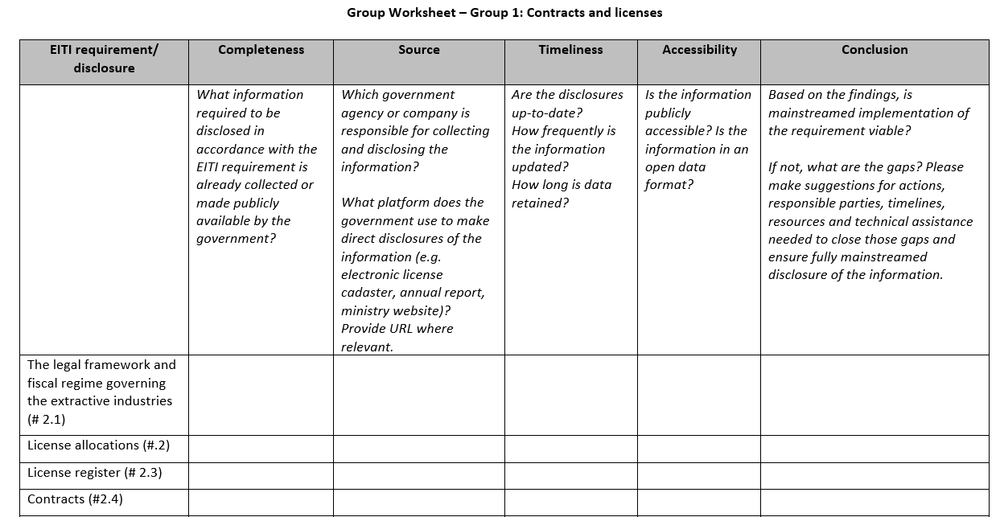 Group Worksheet – Group 1: Contracts and licenses
EITI requirement/
disclosure
Completeness
Source
Timeliness
Accessibility
Conclusion
What information
required to be
disclosed in
accordance with the
EITI requirement is
already collected or
made publicly
available by the
government?
Which government
agency or company is
responsible for collecting
and disclosing the
information?
What platform does the
government use to make
direct disclosures of the
information (e.g.
electronic license
cadaster, annual report,
ministry website)?
Provide URL where
relevant.
Are the disclosures
up-to-date?
How frequently is
the information
updated?
How long is data
retained?
Is the information
publicly
accessible? Is the
information in an
open data
format?
Based on the findings, is
mainstreamed implementation of
the requirement viable?
If not, what are the gaps? Please
make suggestions for actions,
responsible parties, timelines,
resources and technical assistance
needed to close those gaps and
ensure fully mainstreamed
disclosure of the information.
The legal framework and
fiscal regime governing
the extractive industries
(# 2.1)
License allocations (#.2)
License register (# 2.3)
Contracts (#2.4)